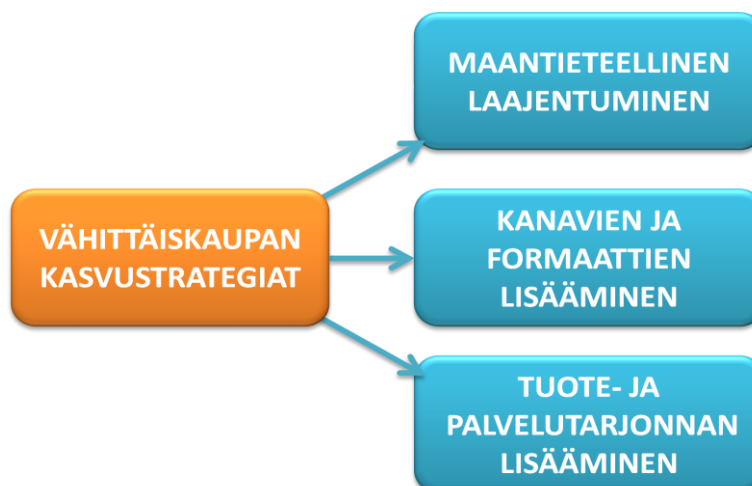 MAANTIETEELLINEN
LAAJENTUMINEN
VÄHITTÄISKAUPAN
KASVUSTRATEGIAT
KANAVIEN JA
FORMAATTIEN
LISÄÄMINEN
TUOTE- JA
PALVELUTARJONNAN
LISÄÄMINEN